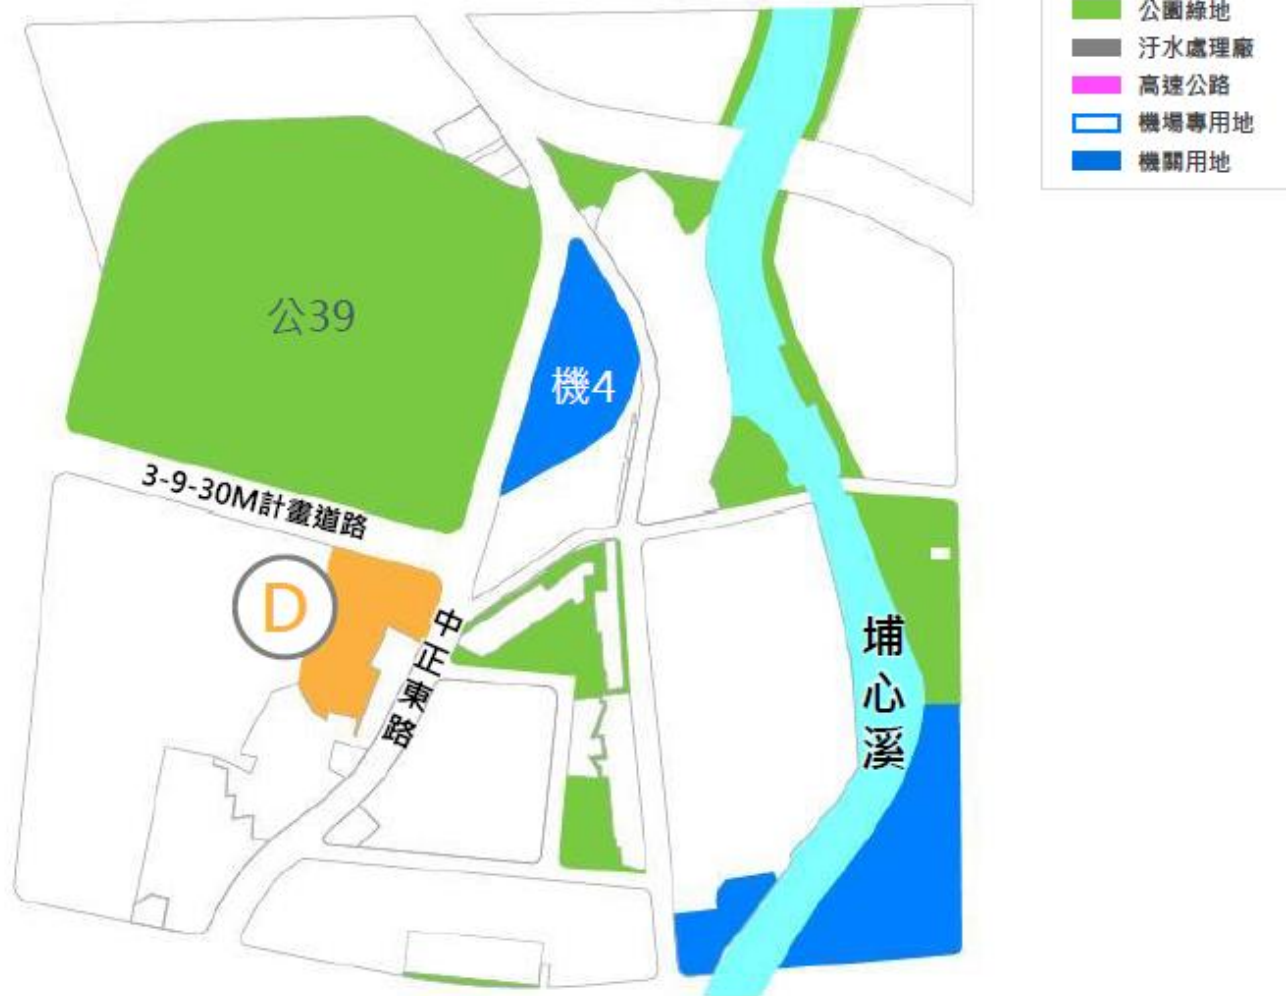 公園綠地
汙水處理廠
高速公路
機場專用地
機關用地
公39
機4
3-9-30M計畫道路
D
中正東路
埔心溪